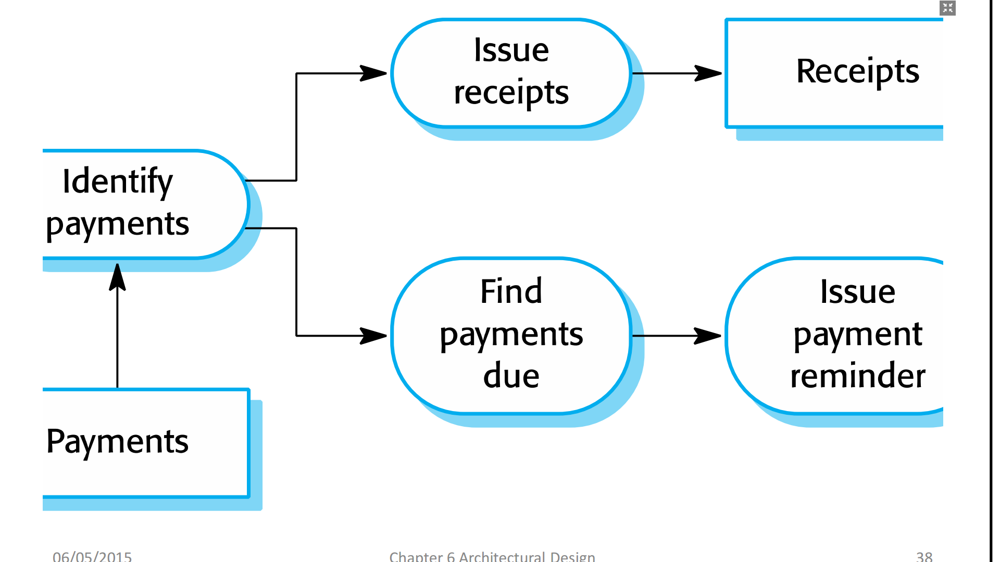 Issue
receipts
Receipts
Identify
payments
Find
payments
due
Issue
payment
reminder
Payments
06/05/2015
Chapter 6 Architectural Design
38